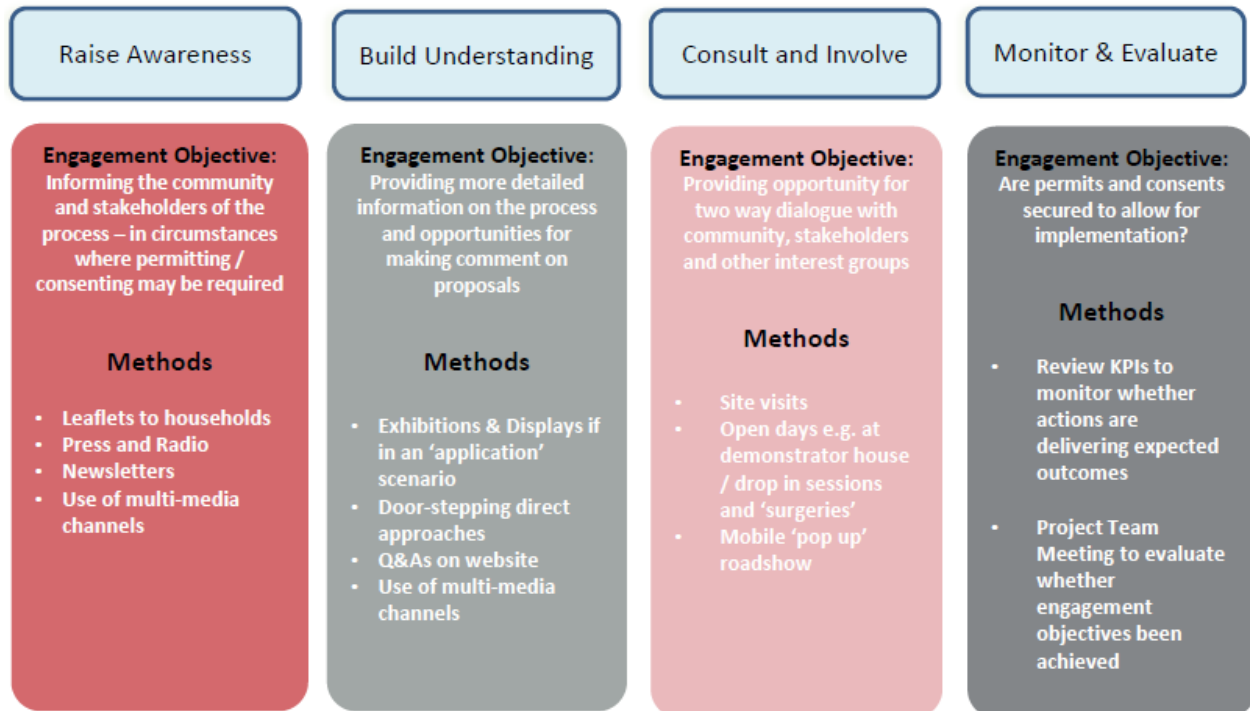 Raise Awareness
Engagement Objective:
Informing the community
and stakeholders of the
process – in circumstances
where permitting /
consenting may be required
Methods
• Leaflets to households
• Press and Radio
• Newsletters
• Use of multi-media
channels
Build Understanding
Engagement Objective:
Providing more detailed
information on the process
and opportunities for
making comment on
proposals
Methods
• Exhibitions & Displays if
in an ‘application’
scenario
• Door-stepping direct
approaches
• Q&As on website
• Use of multi-media
channels
Consult and Involve
Engagement Objective:
Providing opportunity for
two way dialogue with
community, stakeholders
and other interest groups
Methods
• Site visits
• Open days e.g. at
demonstrator house
/ drop in sessions
and ‘surgeries’
• Mobile ‘pop up’
roadshow
Monitor & Evaluate
Engagement Objective:
Are permits and consents
secured to allow for
implementation?
Methods
• Review KPIs to
monitor whether
actions are
delivering expected
outcomes
• Project Team
Meeting to evaluate
whether
engagement
objectives been
achieved